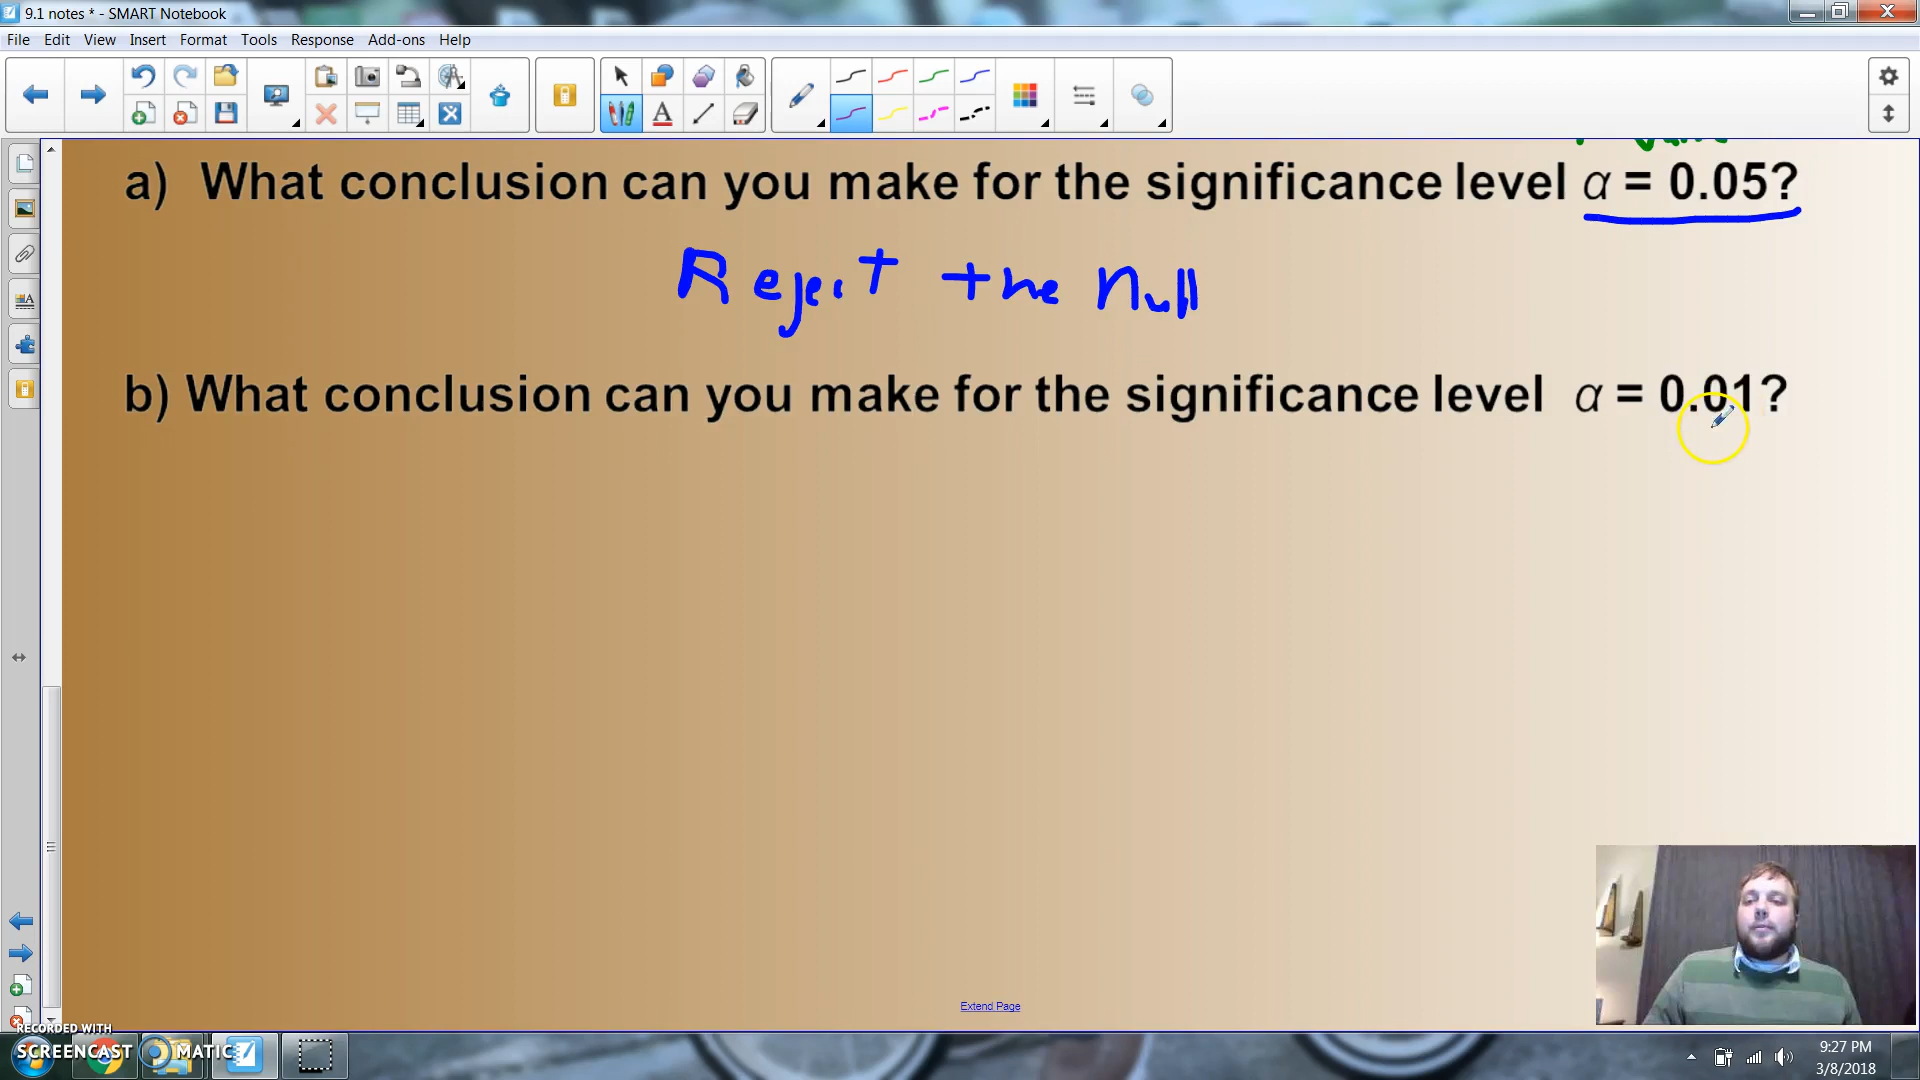 9.1 notes * - SMART Notebook
File Edit View Insert Format Tools Response Add-ons Help
a) What conclusion can you make for the significance level α = 0.05?
Reject the null
b) What conclusion can you make for the significance level α = 0.01?
Extend Page
RECORDED WITH
SCREENCAST MATIC
9:27 PM
3/8/2018